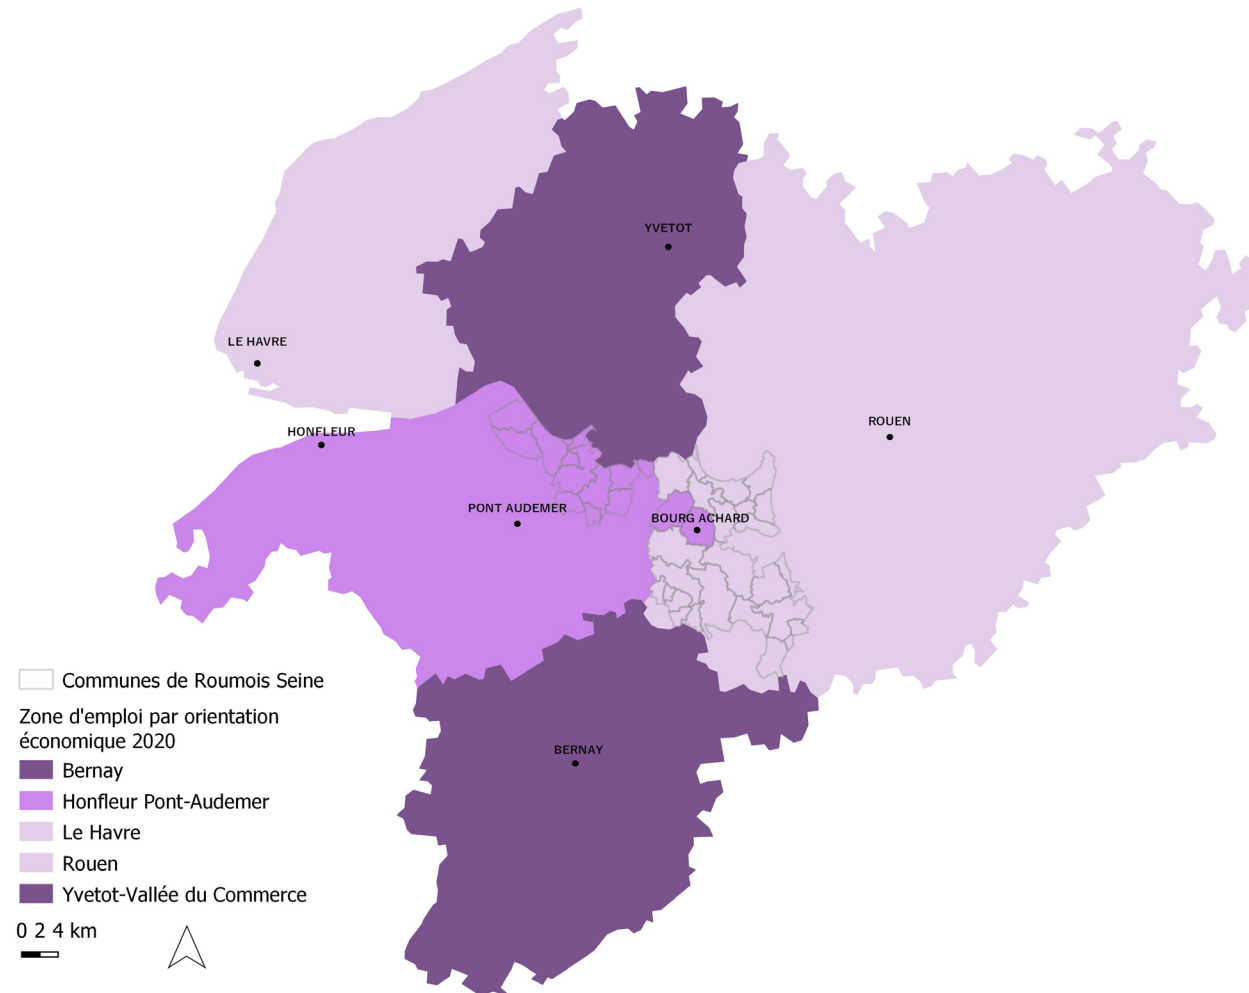 YVETOT
LE HAVRE
ROUEN
HONFLEUR
PONT AUDEMER
BOURG ACHARD
BERNAY
Communes de Roumois Seine
Zone d'emploi par orientation
économique 2020
Bernay
Honfleur Pont-Audemer
Le Havre
Rouen
Yvetot-Vallée du Commerce
0 2 4 km